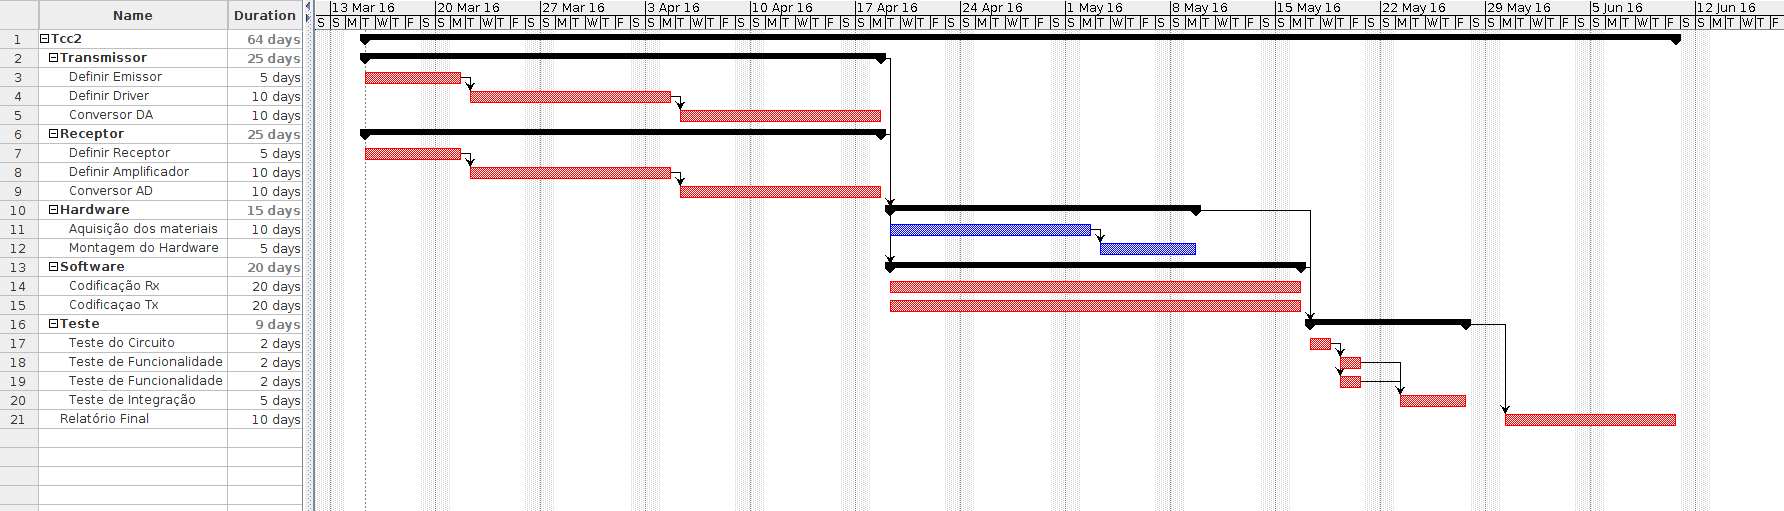 Name Duration 13 Mar 16 20 Mar 16 27 Mar 16 3 Apr 16 10 Apr 16 17 Apr 16 24 Apr 16 1 May 16 8 May 16 15 May 16 22 May 16 29 May 16 5 Jun 16 12 Jun 16
S S M T W T F S S M T W T F S S M T W T F S S M T W T F S S M T W T F S S M T W T F S S M T W T F S S M T W T F S S M T W T F S S M T W T F S S M T W T F S S M T W T F S S M T W T F S S M T W T F
1 Tcc2 64 days
2 Transmissor 25 days
3 Definir Emissor 5 days
4 Definir Driver 10 days
5 Conversor DA 10 days
6 Receptor 25 days
7 Definir Receptor 5 days
8 Definir Amplificador 10 days
9 Conversor AD 10 days
10 Hardware 15 days
11 Aquisição dos materiais 10 days
12 Montagem do Hardware 5 days
13 Software 20 days
14 Codificação Rx 20 days
15 Codificaçao Tx 20 days
16 Teste 9 days
17 Teste do Circuito 2 days
18 Teste de Funcionalidade 2 days
19 Teste de Funcionalidade 2 days
20 Teste de Integração 5 days
21 Relatório Final 10 days